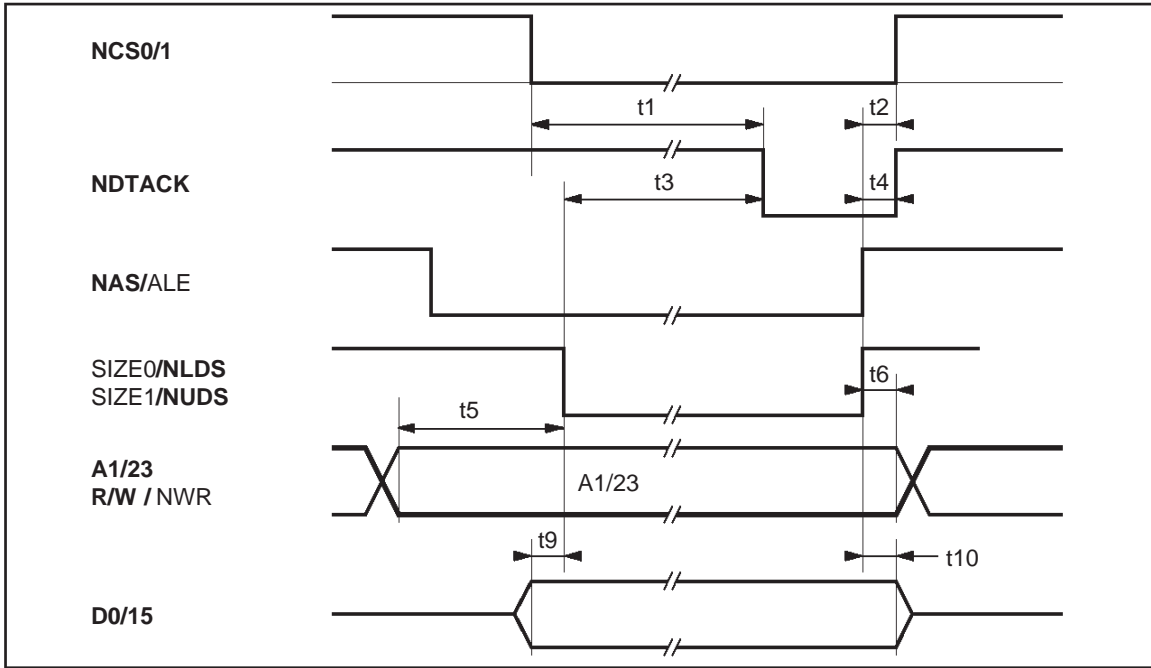 NCS0/1
t1
t2
NDTACK
t3
t4
NAS/ALE
SIZE0/NLDS
SIZE1/NUDS
t6
t5
A1/23
R/W / NWR
A1/23
t9
t10
D0/15